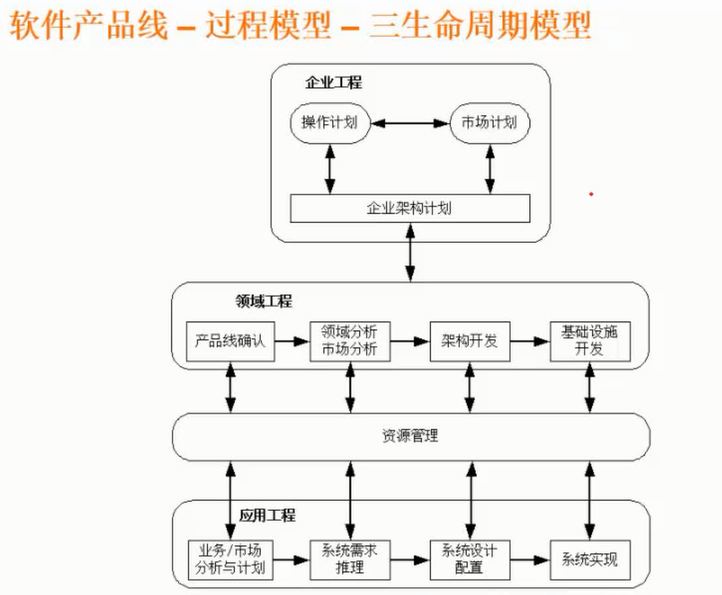 软件产品线 – 过程模型 – 三生命周期模型
企业工程
操作计划
市场计划
企业架构计划
领域工程
产品线确认
领域分析
市场分析
架构开发
基础设施
开发
资源管理
应用工程
业务/市场
分析与计划
系统需求
推理
系统设计
配置
系统实现